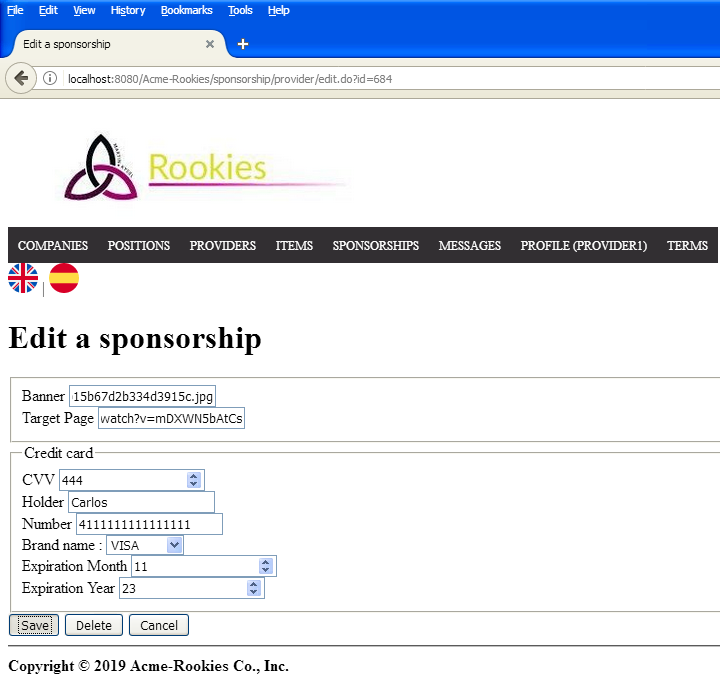 File Edit View History Bookmarks Tools Help
Edit a sponsorship
localhost:8080/Acme-Rookies/sponsorship/provider/edit.do?id=684
Rookies
COMPANIES POSITIONS PROVIDERS ITEMS SPONSORSHIPS MESSAGES PROFILE (PROVIDER1) TERMS
|
Edit a sponsorship
Banner 15b67d2b334d3915c.jpg
Target Page watch?v=mDXWN5bAtCs
Credit card
CVV 444
Holder Carlos
Number 4111111111111111
Brand name : VISA
Expiration Month 11
Expiration Year 23
Save Delete Cancel
Copyright © 2019 Acme-Rookies Co., Inc.